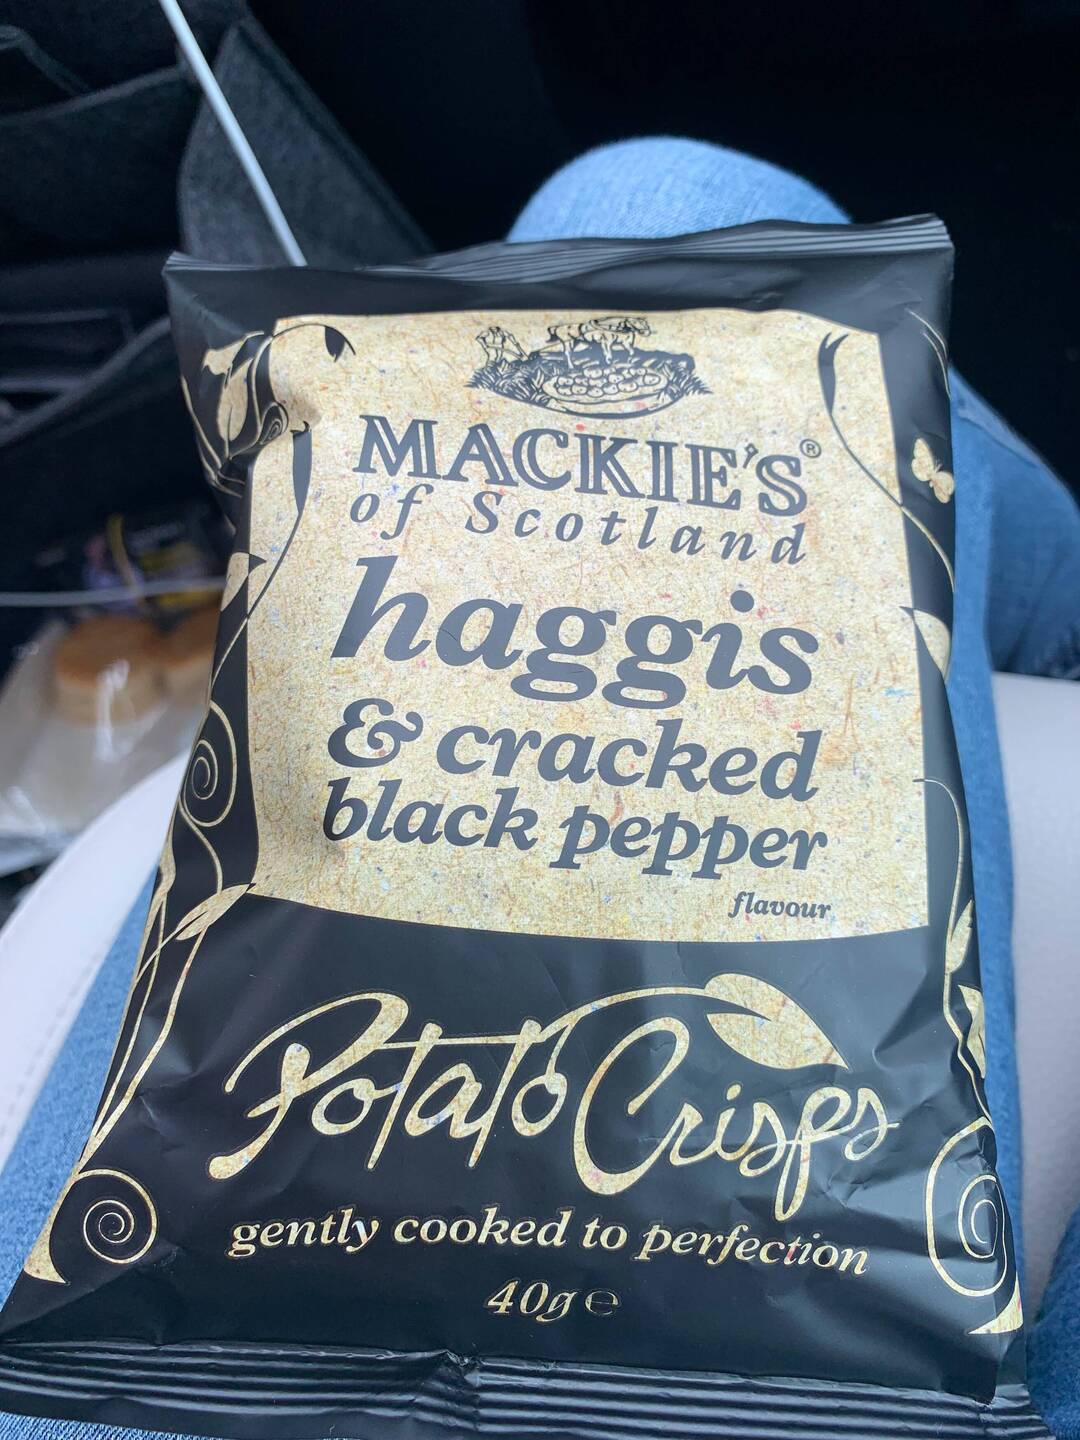 MACKIE'S®
of Scotland
haggis
& cracked
black pepper
flavour
Potato Crisps
gently cooked to perfection
40g ℮